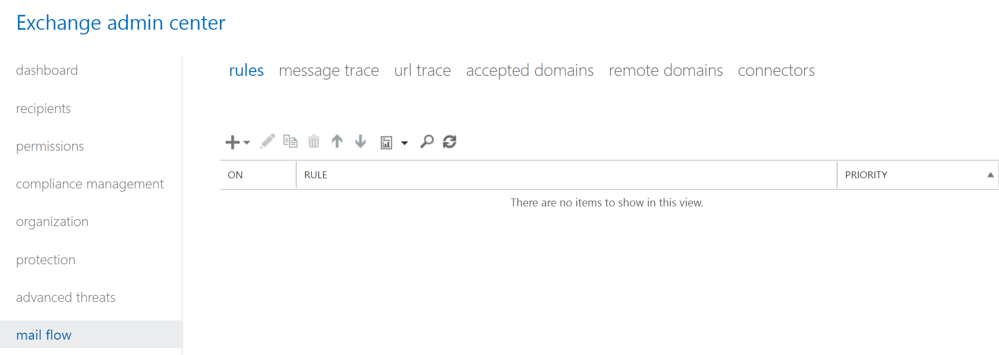 Exchange admin center
dashboard
recipients
permissions
compliance management
organization
protection
advanced threats
mail flow
rules message trace url trace accepted domains remote domains connectors
ON RULE PRIORITY
There are no items to show in this view.